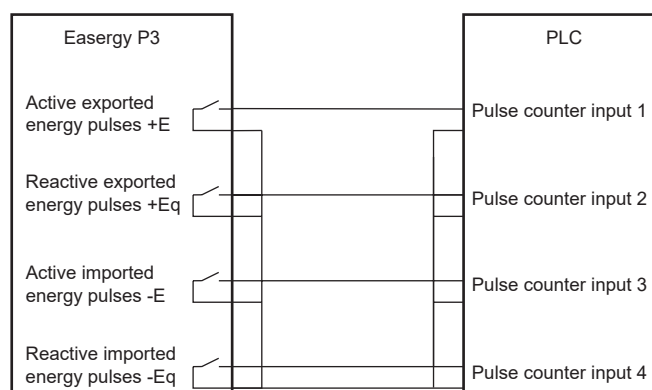 Easergy P3
PLC
Active exported
energy pulses +E
Pulse counter input 1
Reactive exported
energy pulses +Eq
Pulse counter input 2
Active imported
energy pulses -E
Pulse counter input 3
Reactive imported
energy pulses -Eq
Pulse counter input 4